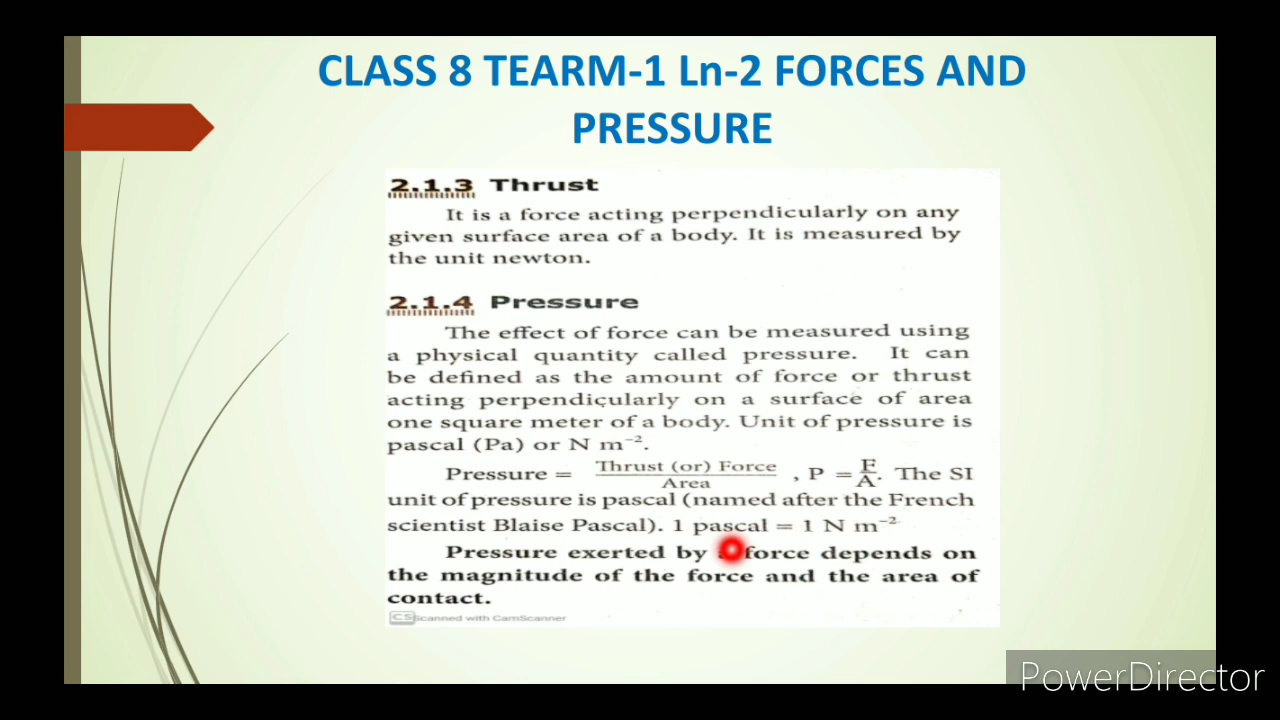 CLASS 8 TEARM-1 Ln-2 FORCES AND
PRESSURE
2.1.3 Thrust
It is a force acting perpendicularly on any
given surface area of a body. It is measured by
the unit newton.
2.1.4 Pressure
The effect of force can be measured using
a physical quantity called pressure. It can
be defined as the amount of force or thrust
acting perpendicularly on a surface of area
one square meter of a body. Unit of pressure is
pascal (Pa) or N m⁻².
Pressure = Thrust (or) Force / Area , P = F/A. The SI
unit of pressure is pascal (named after the French
scientist Blaise Pascal). 1 pascal = 1 N m⁻²
Pressure exerted by force depends on
the magnitude of the force and the area of
contact.
CS Scanned with CamScanner
PowerDirector